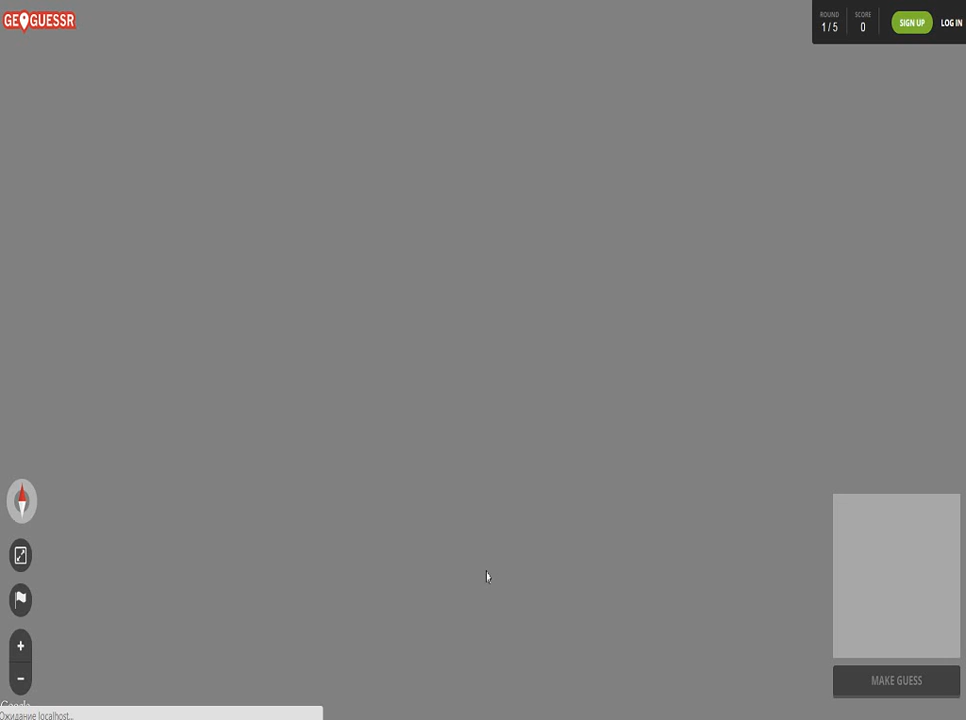 GEOGUESSR
ROUND
1 / 5
SCORE
0
SIGN UP
LOG IN
MAKE GUESS
Google
Ожидание localhost...